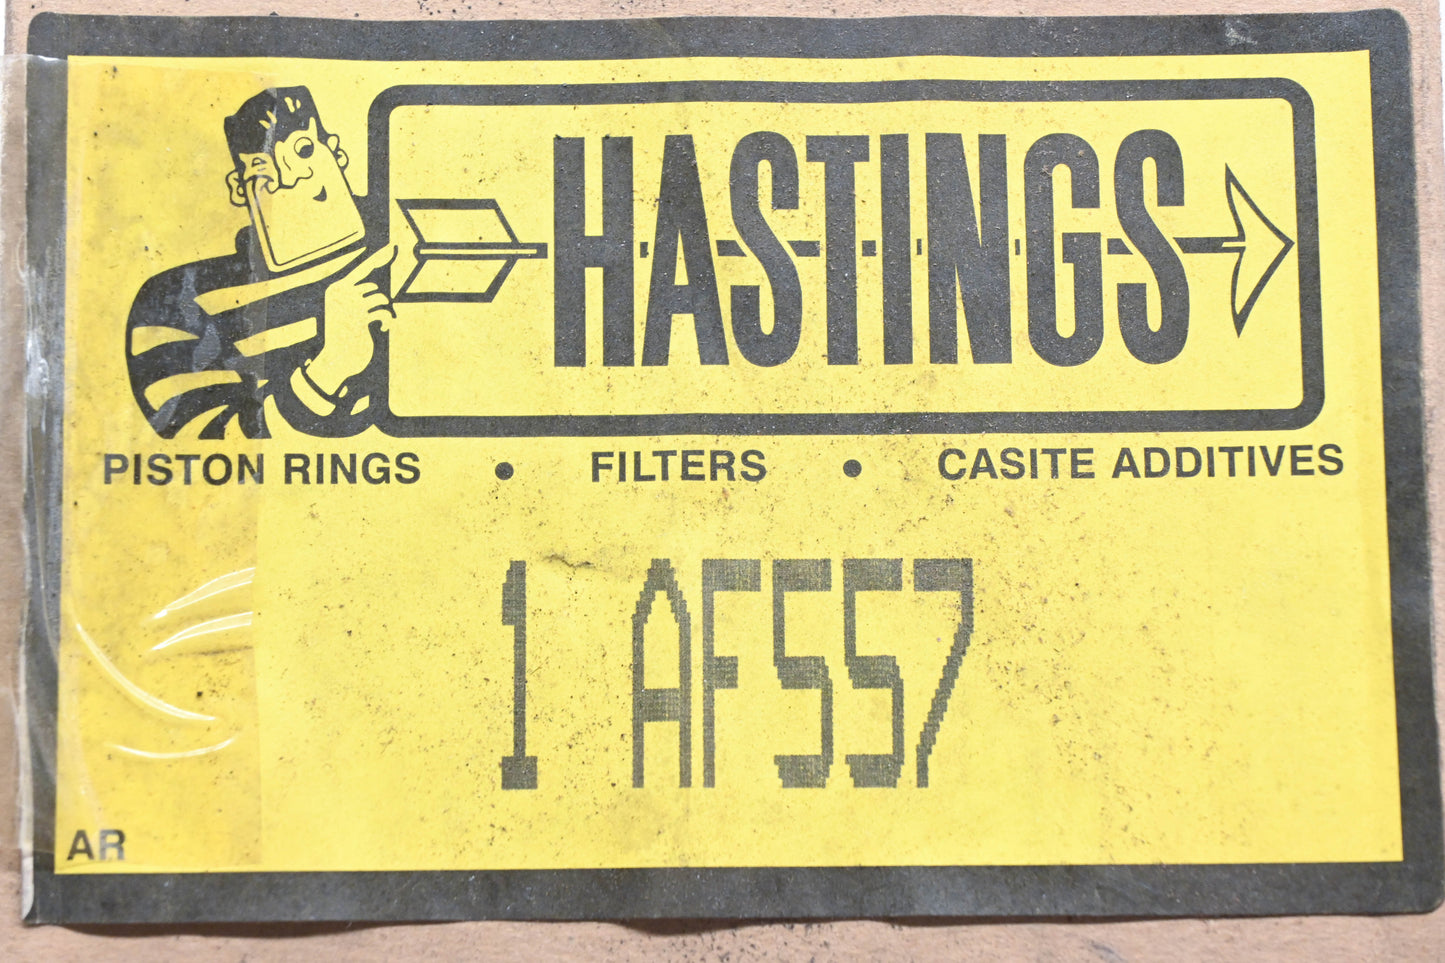 HASTINGS
PISTON RINGS • FILTERS • CASITE ADDITIVES
1 AF557
AR